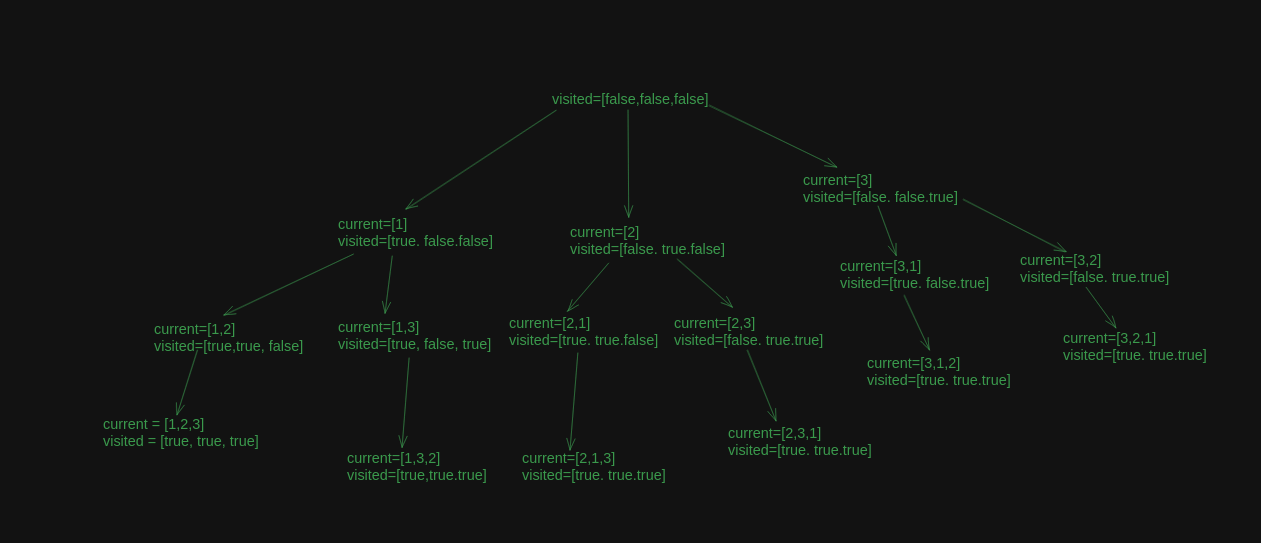 visited=[false,false,false]
current=[3]
visited=[false. false.true]
current=[1]
visited=[true. false.false]
current=[2]
visited=[false. true.false]
current=[3,1]
visited=[true. false.true]
current=[3,2]
visited=[false. true.true]
current=[1,2]
visited=[true,true, false]
current=[1,3]
visited=[true, false, true]
current=[2,1]
visited=[true. true.false]
current=[2,3]
visited=[false. true.true]
current=[3,1,2]
visited=[true. true.true]
current=[3,2,1]
visited=[true. true.true]
current = [1,2,3]
visited = [true, true, true]
current=[1,3,2]
visited=[true,true.true]
current=[2,1,3]
visited=[true. true.true]
current=[2,3,1]
visited=[true. true.true]